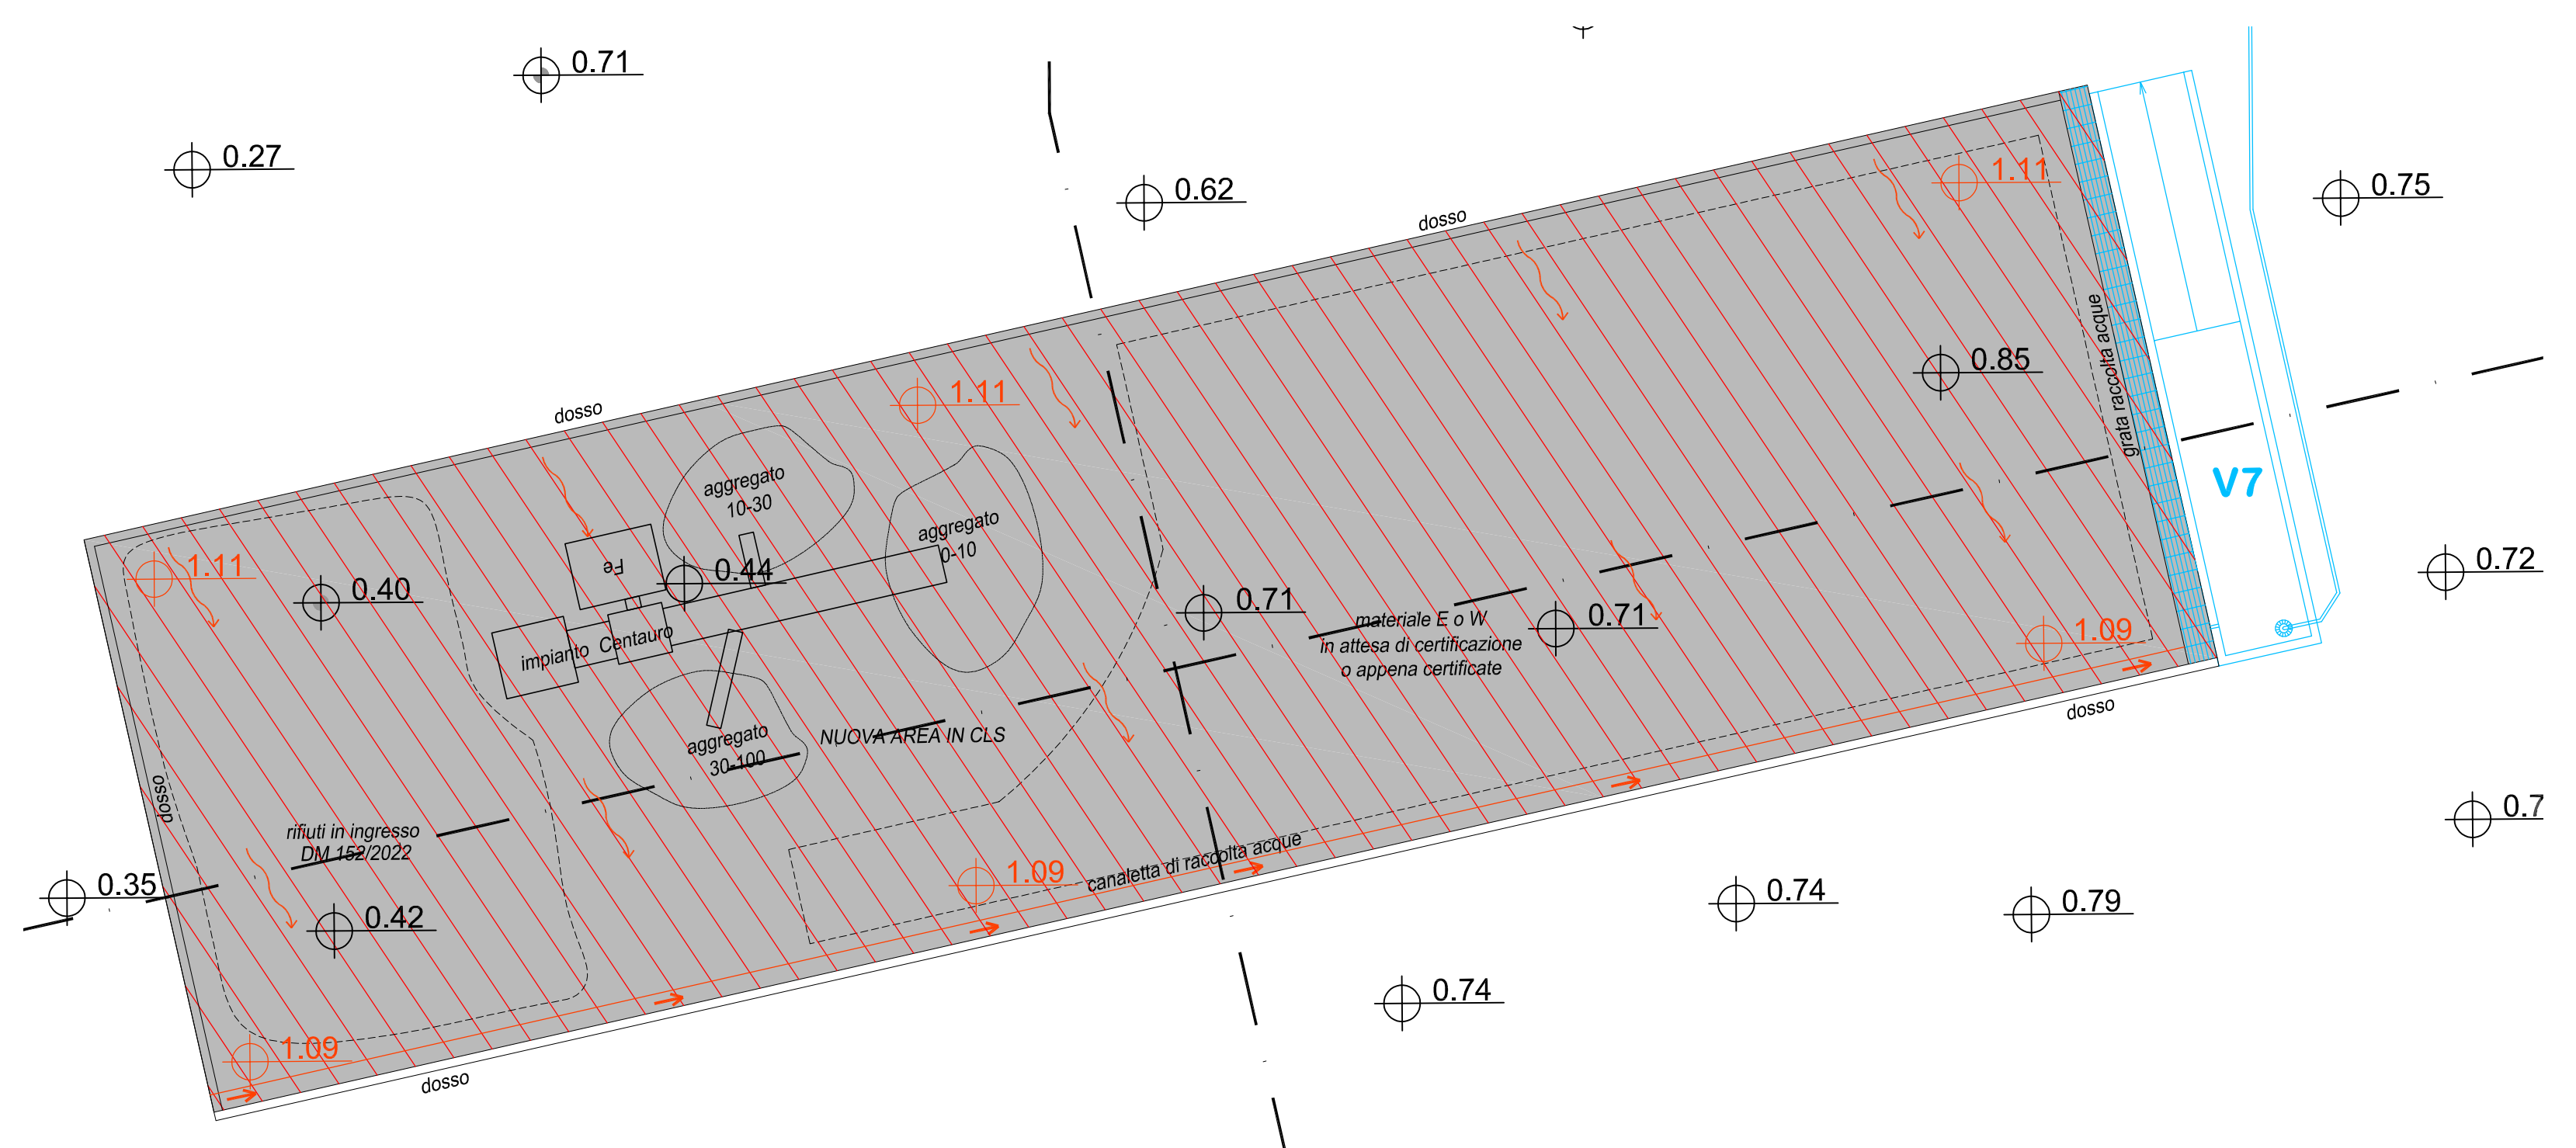 0.71
0.27
0.62
0.75
dosso
1.11
0.85
grata raccolta acque
V7
dosso
1.11
aggregato
10-30
aggregato
0-10
Fe
0.44
1.11
0.40
impianto Centauro
0.71
materiale E o W
in attesa di certificazione
o appena certificate
0.71
1.09
0.72
dosso
aggregato
30-100
NUOVA AREA IN CLS
dosso
rifiuti in ingresso
DM 152/2022
0.35
0.42
1.09
canaletta di raccolta acque
0.74
0.79
0.7
0.74
1.09
dosso